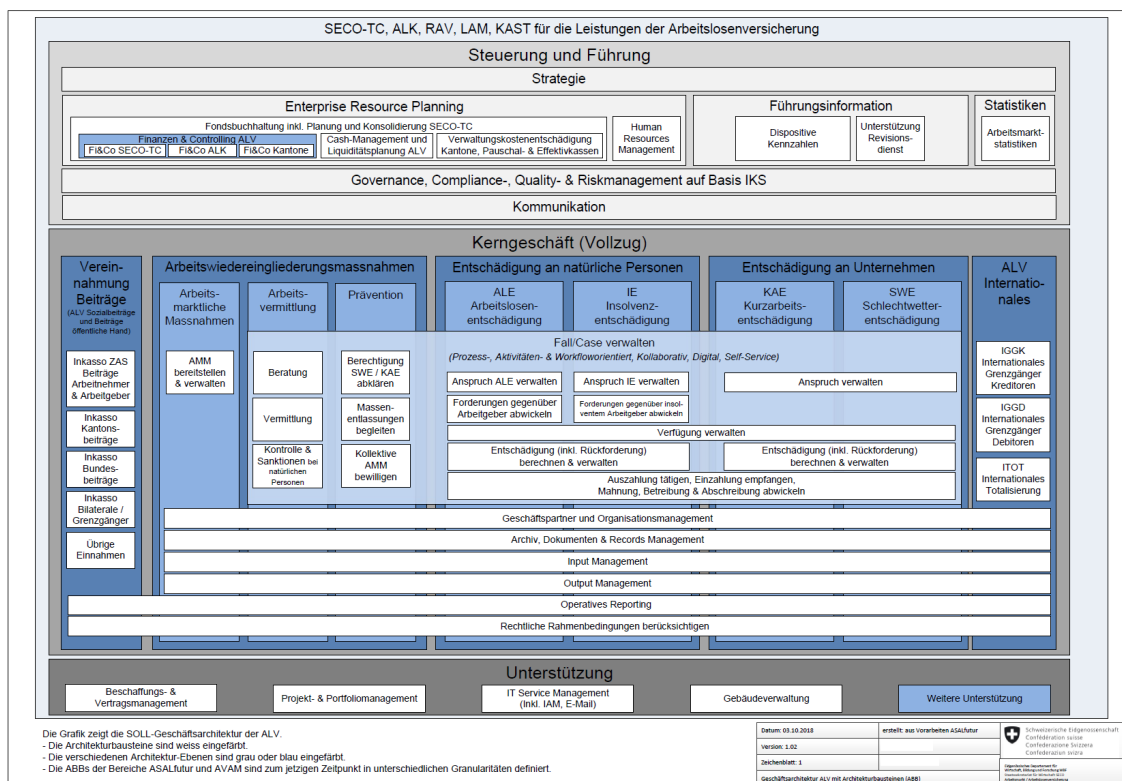 SECO-TC, ALK, RAV, LAM, KAST für die Leistungen der Arbeitslosenversicherung
Steuerung und Führung
Strategie
Enterprise Resource Planning
Fondsbuchhaltung inkl. Planung und Konsolidierung SECO-TC
Finanzen & Controlling ALV
Fi&Co SECO-TC
Fi&Co ALK
Fi&Co Kantone
Cash-Management und
Liquiditätsplanung ALV
Verwaltungskostenentschädigung
Kantone, Pauschal- & Effektivkassen
Human
Resources
Management
Führungsinformation
Dispositive
Kennzahlen
Unterstützung
Revisions-
dienst
Statistiken
Arbeitsmarkt-
statistiken
Governance, Compliance-, Quality- & Riskmanagement auf Basis IKS
Kommunikation
Kerngeschäft (Vollzug)
Verein-
nahmung
Beiträge
(ALV Sozialbeiträge
und Beiträge
öffentliche Hand)
Inkasso ZAS
Beiträge
Arbeitnehmer
& Arbeitgeber
Inkasso
Kantons-
beiträge
Inkasso
Bundes-
beiträge
Inkasso
Bilaterale /
Grenzgänger
Übrige
Einnahmen
Arbeitswiedereingliederungsmassnahmen
Arbeits-
marktliche
Massnahmen
AMM
bereitstellen
& verwalten
Arbeits-
vermittlung
Beratung
Vermittlung
Kontrolle &
Sanktionen bei
natürlichen
Personen
Prävention
Berechtigung
SWE / KAE
abklären
Massen-
entlassungen
begleiten
Kollektive
AMM
bewilligen
Entschädigung an natürliche Personen
ALE
Arbeitslosen-
entschädigung
IE
Insolvenz-
entschädigung
Entschädigung an Unternehmen
KAE
Kurzarbeits-
entschädigung
SWE
Schlechtwetter-
entschädigung
Fall/Case verwalten
(Prozess-, Aktivitäten- & Workfloworientiert, Kollaborativ, Digital, Self-Service)
Anspruch ALE verwalten
Anspruch IE verwalten
Anspruch verwalten
Forderungen gegenüber
Arbeitgeber abwickeln
Forderungen gegenüber insol-
ventem Arbeitgeber abwickeln
Verfügung verwalten
Entschädigung (inkl. Rückforderung)
berechnen & verwalten
Entschädigung (inkl. Rückforderung)
berechnen & verwalten
Auszahlung tätigen, Einzahlung empfangen,
Mahnung, Betreibung & Abschreibung abwickeln
ALV
Internatio-
nales
IGGK
Internationales
Grenzgänger
Kreditoren
IGGD
Internationales
Grenzgänger
Debitoren
ITOT
Internationales
Totalisierung
Geschäftspartner und Organisationsmanagement
Archiv, Dokumenten & Records Management
Input Management
Output Management
Operatives Reporting
Rechtliche Rahmenbedingungen berücksichtigen
Unterstützung
Beschaffungs- &
Vertragsmanagement
Projekt- & Portfoliomanagement
IT Service Management
(Inkl. IAM, E-Mail)
Gebäudeverwaltung
Weitere Unterstützung
Die Grafik zeigt die SOLL-Geschäftsarchitektur der ALV.
- Die Architekturbausteine sind weiss eingefärbt.
- Die verschiedenen Architektur-Ebenen sind grau oder blau eingefärbt.
- Die ABBs der Bereiche ASALfutur und AVAM sind zum jetzigen Zeitpunkt in unterschiedlichen Granularitäten definiert.
Datum: 03.10.2018
erstellt: aus Vorarbeiten ASALfutur
Version: 1.02
Zeichenblatt: 1
Geschäftsarchitektur ALV mit Architekturbausteinen (ABB)
Schweizerische Eidgenossenschaft
Confédération suisse
Confederazione Svizzera
Confederaziun svizra